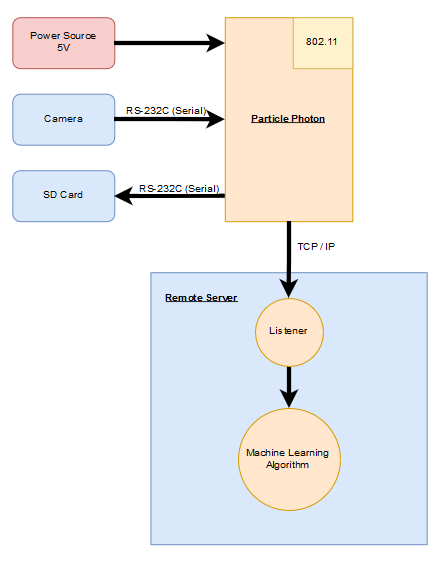 Power Source
5V
802.11
Camera
RS-232C (Serial)
Particle Photon
SD Card
RS-232C (Serial)
TCP / IP
Remote Server
Listener
Machine Learning
Algorithm